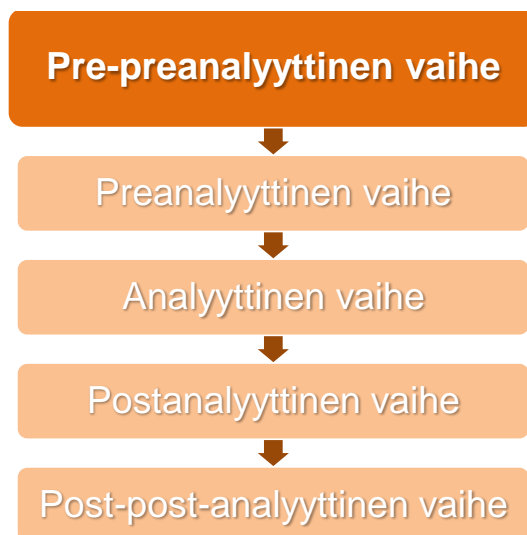 Pre-preanalyyttinen vaihe
Preanalyyttinen vaihe
Analyyttinen vaihe
Postanalyyttinen vaihe
Post-post-analyyttinen vaihe